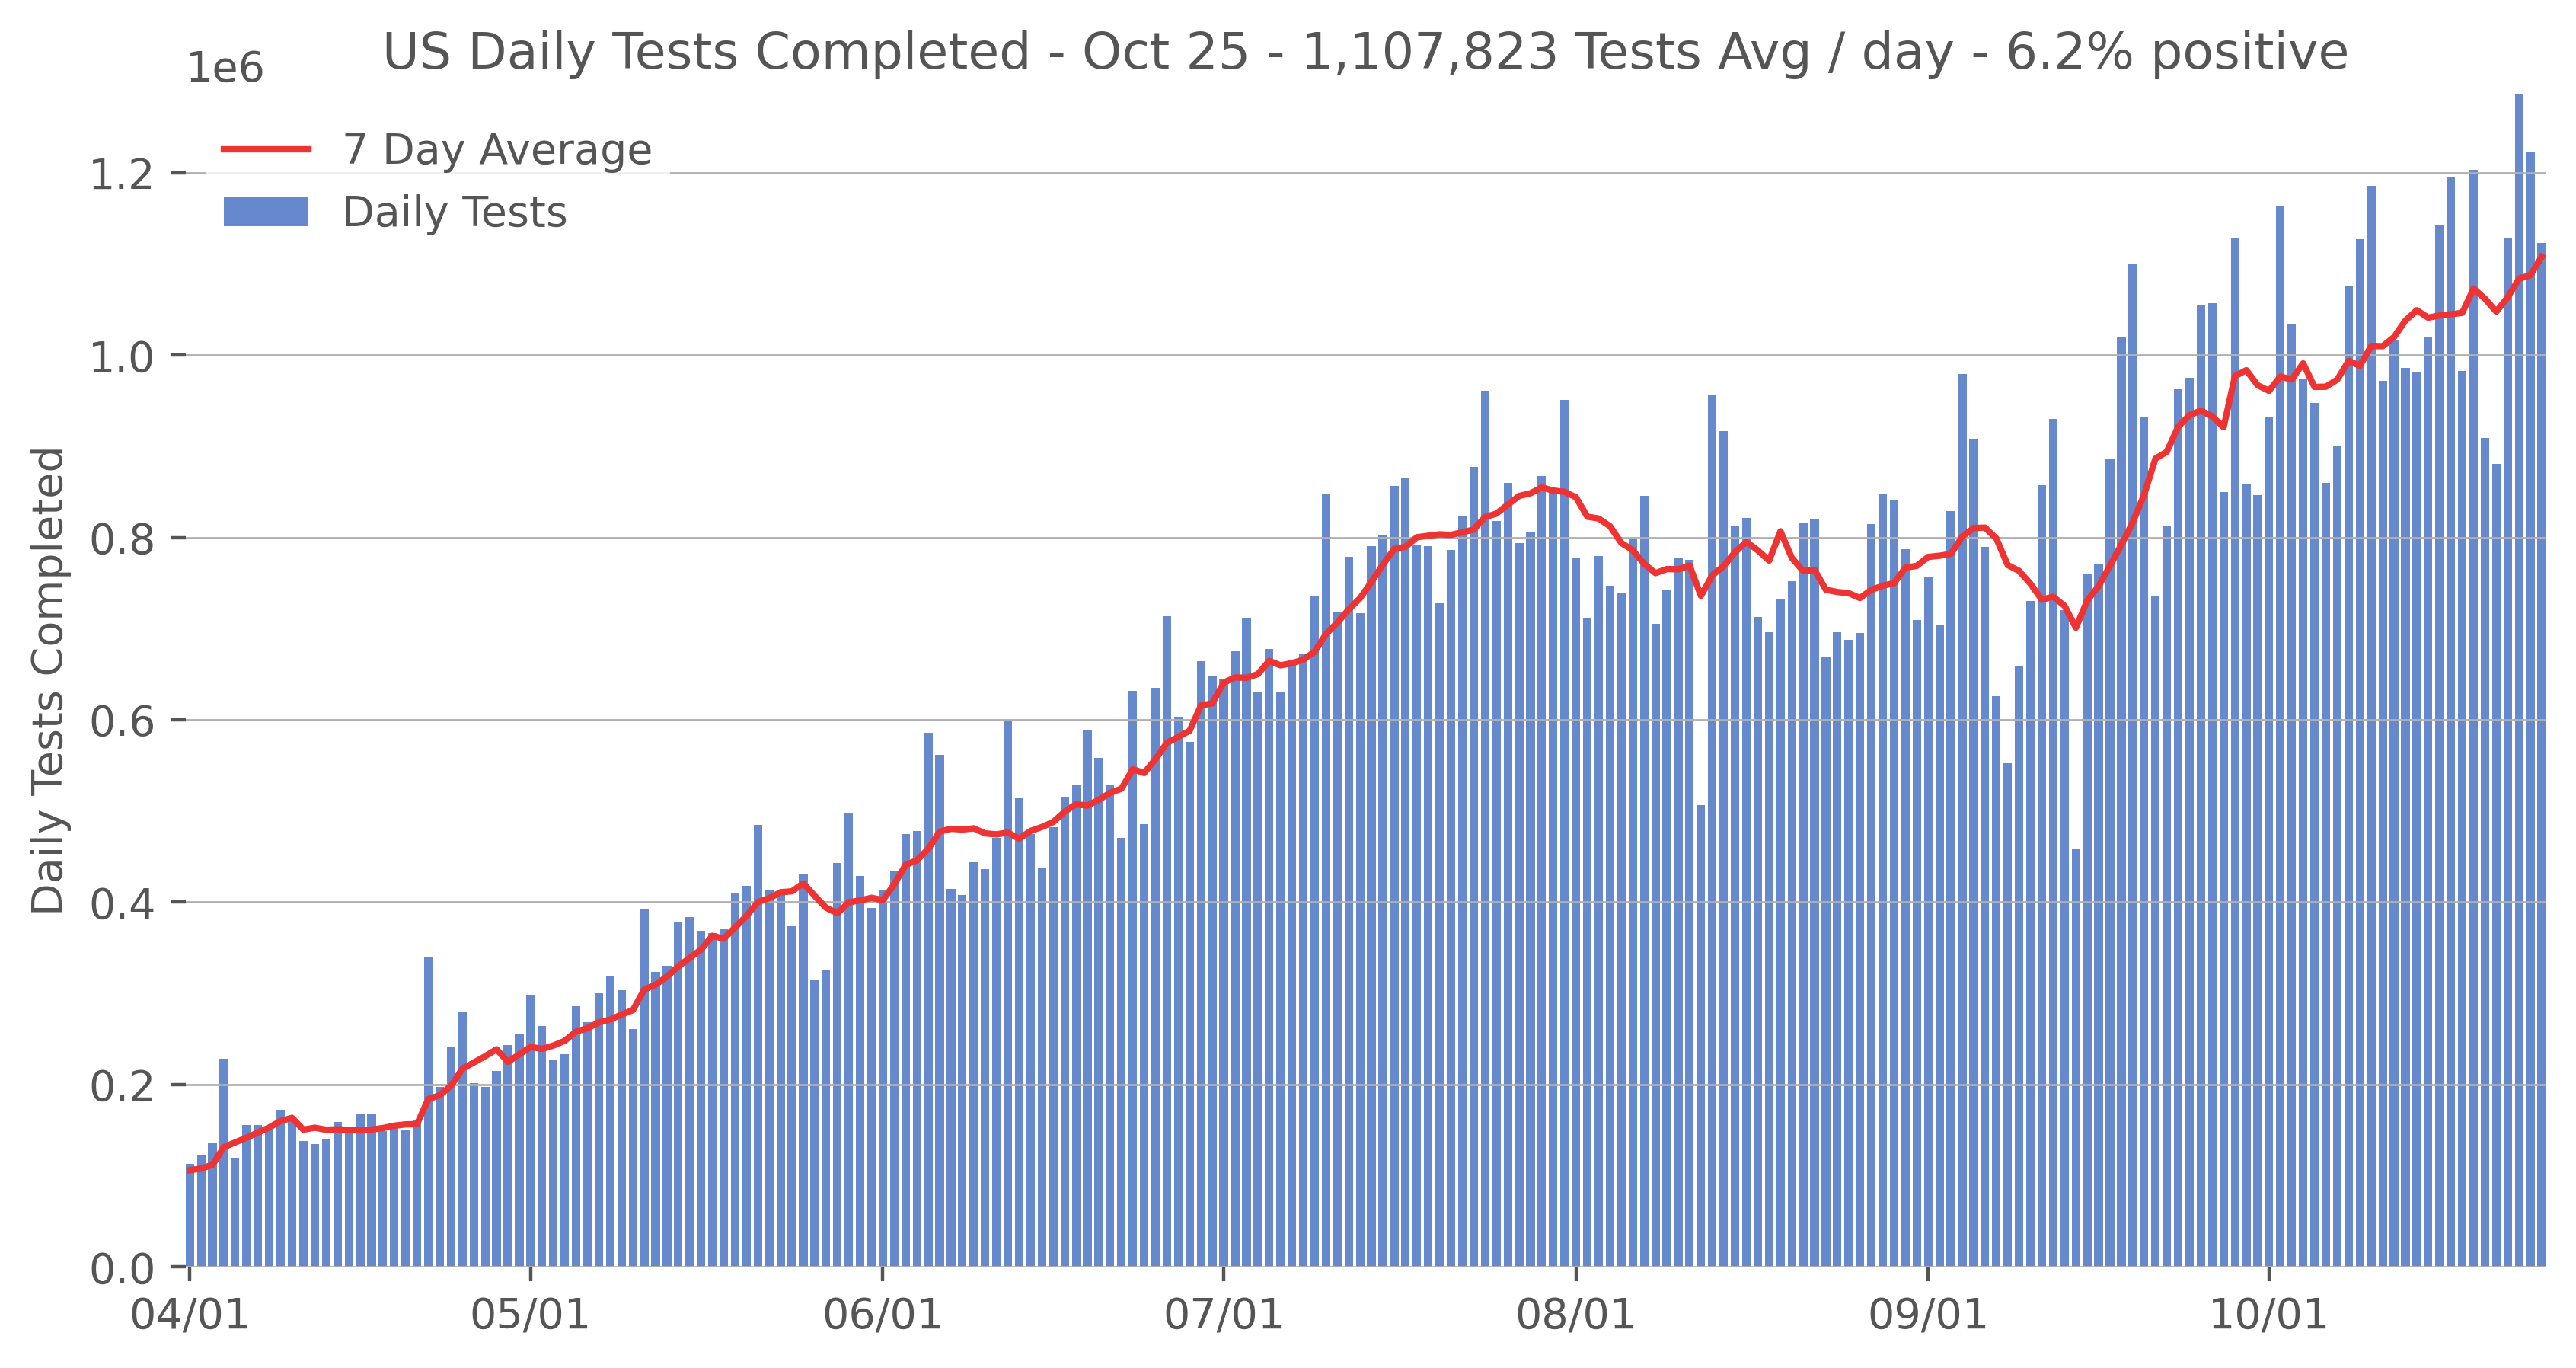 US Daily Tests Completed - Oct 25 - 1,107,823 Tests Avg / day - 6.2% positive
1e6
7 Day Average
Daily Tests
1.2
1.0
0.8
0.6
0.4
0.2
0.0
Daily Tests Completed
04/01 05/01 06/01 07/01 08/01 09/01 10/01